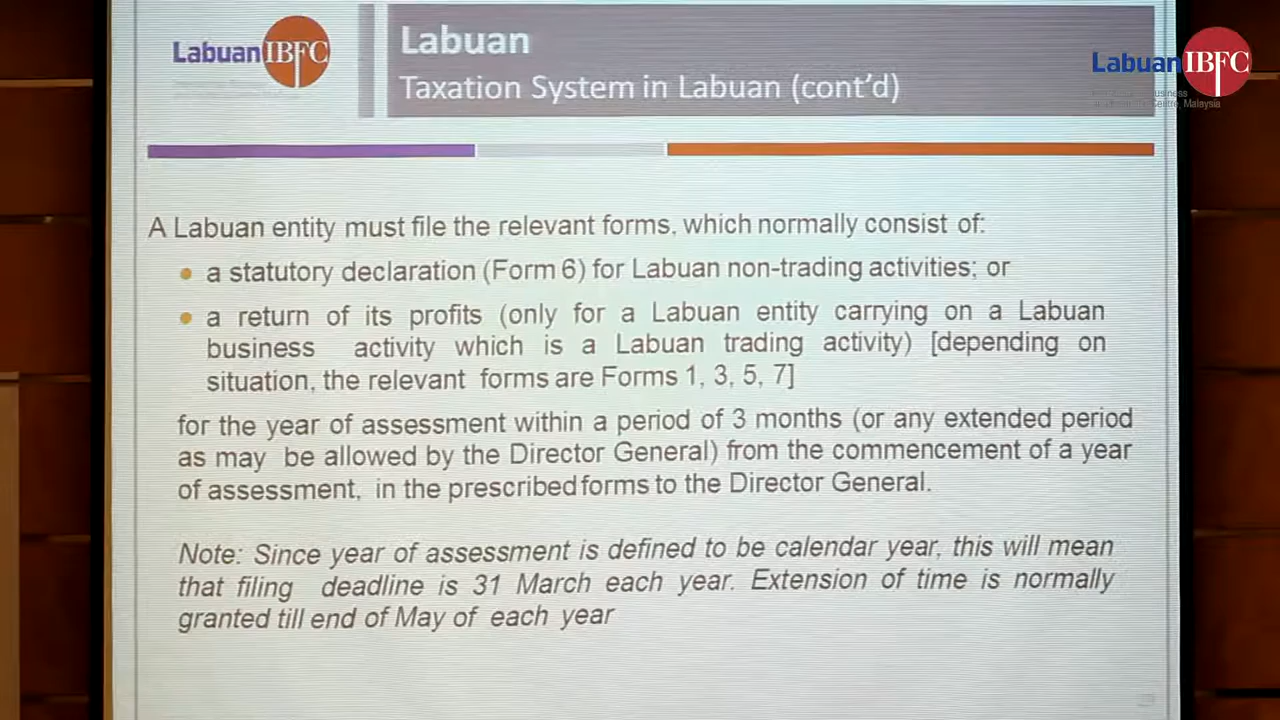 Labuan IBFC
Labuan
Taxation System in Labuan (cont'd)
Labuan IBFC
Centre, Malaysia
A Labuan entity must file the relevant forms, which normally consist of:
a statutory declaration (Form 6) for Labuan non-trading activities; or
a return of its profits (only for a Labuan entity carrying on a Labuan
business activity which is a Labuan trading activity) [depending on
situation, the relevant forms are Forms 1, 3, 5, 7]
for the year of assessment within a period of 3 months (or any extended period
as may be allowed by the Director General) from the commencement of a year
of assessment, in the prescribed forms to the Director General.
Note: Since year of assessment is defined to be calendar year, this will mean
that filing deadline is 31 March each year. Extension of time is normally
granted till end of May of each year